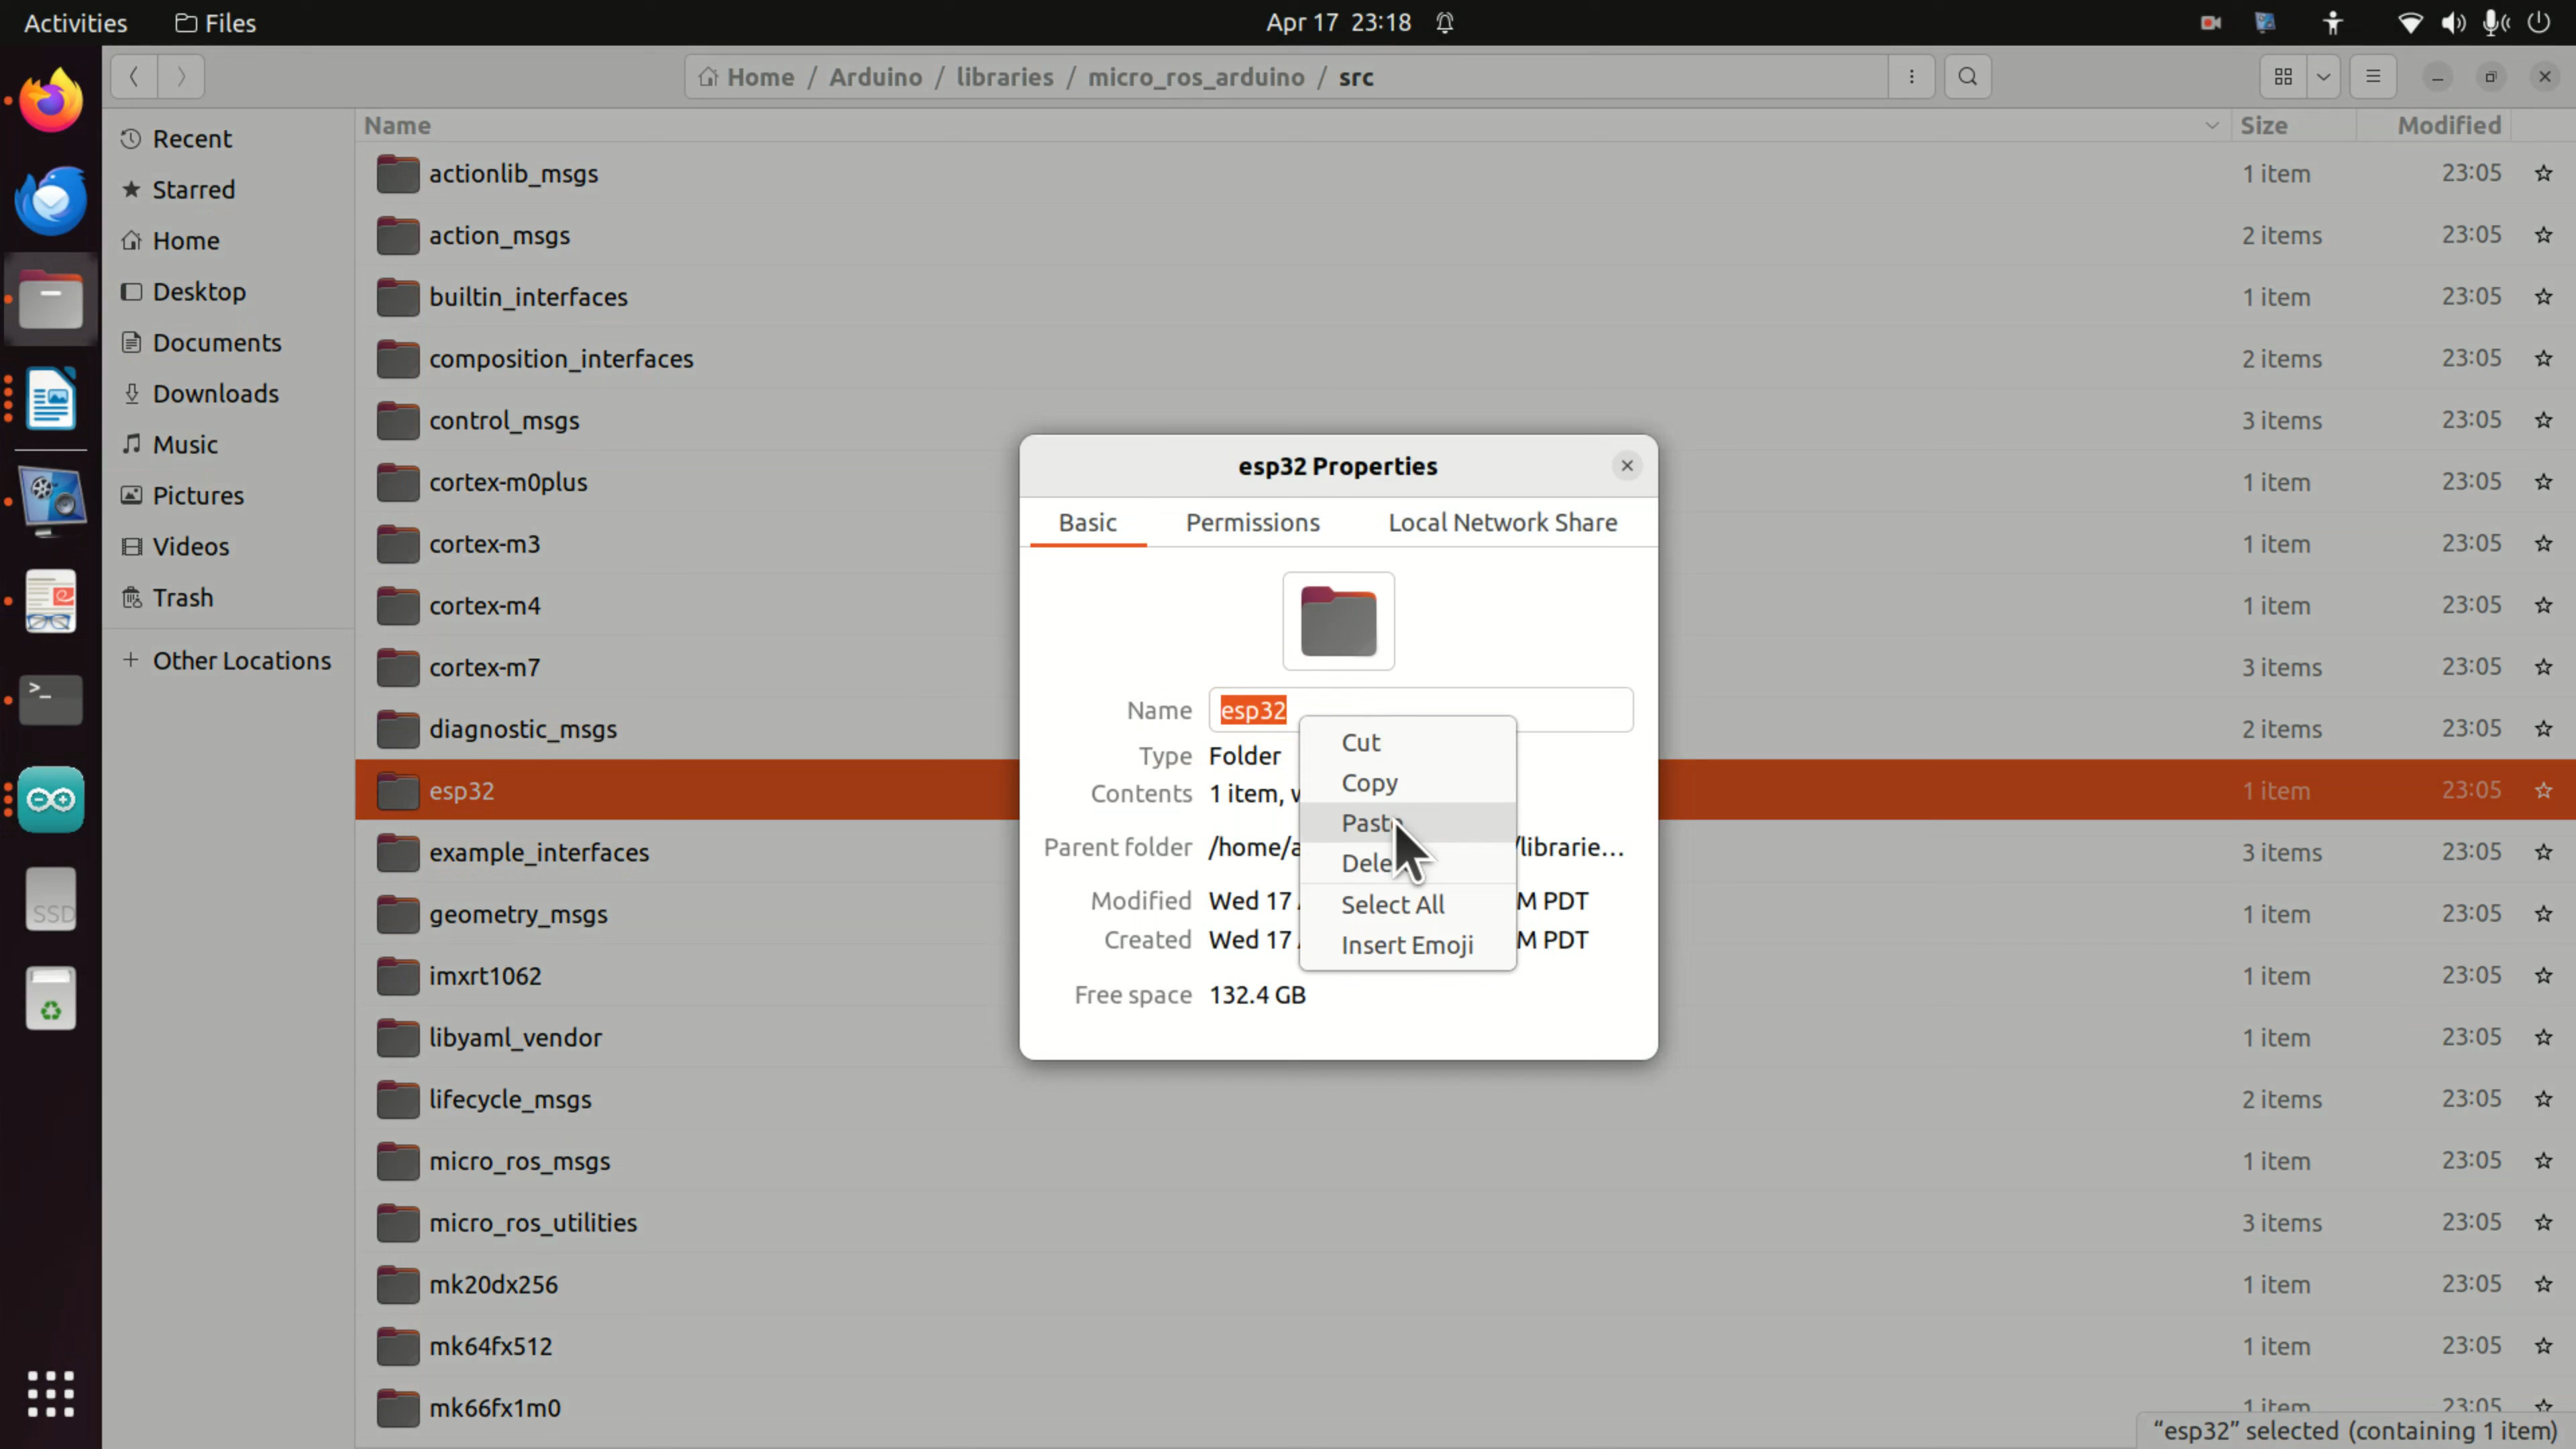 Activities Files Apr 17 23:18
Home / Arduino / libraries / micro_ros_arduino / src
Recent
Starred
Home
Desktop
Documents
Downloads
Music
Pictures
Videos
Trash
Other Locations
SSD
Name Size Modified
actionlib_msgs 1 item 23:05
action_msgs 2 items 23:05
builtin_interfaces 1 item 23:05
composition_interfaces 2 items 23:05
control_msgs 3 items 23:05
cortex-m0plus 1 item 23:05
cortex-m3 1 item 23:05
cortex-m4 1 item 23:05
cortex-m7 3 items 23:05
diagnostic_msgs 2 items 23:05
esp32 1 item 23:05
example_interfaces 3 items 23:05
geometry_msgs 1 item 23:05
imxrt1062 1 item 23:05
libyaml_vendor 1 item 23:05
lifecycle_msgs 2 items 23:05
micro_ros_msgs 1 item 23:05
micro_ros_utilities 3 items 23:05
mk20dx256 1 item 23:05
mk64fx512 1 item 23:05
mk66fx1m0 1 item 23:05
esp32 Properties
Basic Permissions Local Network Share
Name esp32
Type Folder
Contents 1 item,
Parent folder /home/a /librarie...
Modified Wed 17 M PDT
Created Wed 17 M PDT
Free space 132.4 GB
Cut
Copy
Paste
Dele
Select All
Insert Emoji
"esp32" selected (containing 1 item)